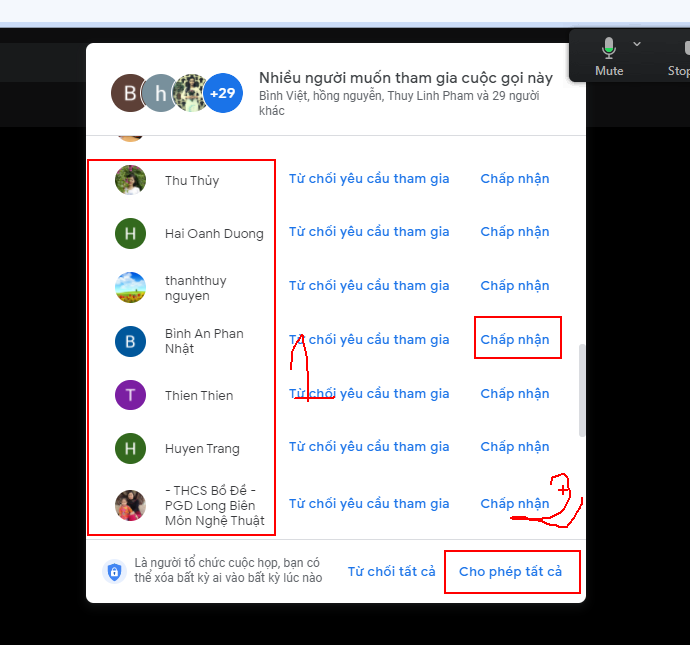 B
h
+29
Nhiều người muốn tham gia cuộc gọi này
Bình Việt, hồng nguyễn, Thuy Linh Pham và 29 người
khác
Mute
Stop
Thu Thủy
Từ chối yêu cầu tham gia
Chấp nhận
H
Hai Oanh Duong
Từ chối yêu cầu tham gia
Chấp nhận
thanhthuy
nguyen
Từ chối yêu cầu tham gia
Chấp nhận
B
Bình An Phan
Nhật
Từ chối yêu cầu tham gia
Chấp nhận
1
T
Thien Thien
Từ chối yêu cầu tham gia
Chấp nhận
H
Huyen Trang
Từ chối yêu cầu tham gia
Chấp nhận
- THCS Bồ Đề -
PGD Long Biên
Môn Nghệ Thuật
Từ chối yêu cầu tham gia
Chấp nhận
Là người tổ chức cuộc họp, bạn có
thể xóa bất kỳ ai vào bất kỳ lúc nào
Từ chối tất cả
Cho phép tất cả